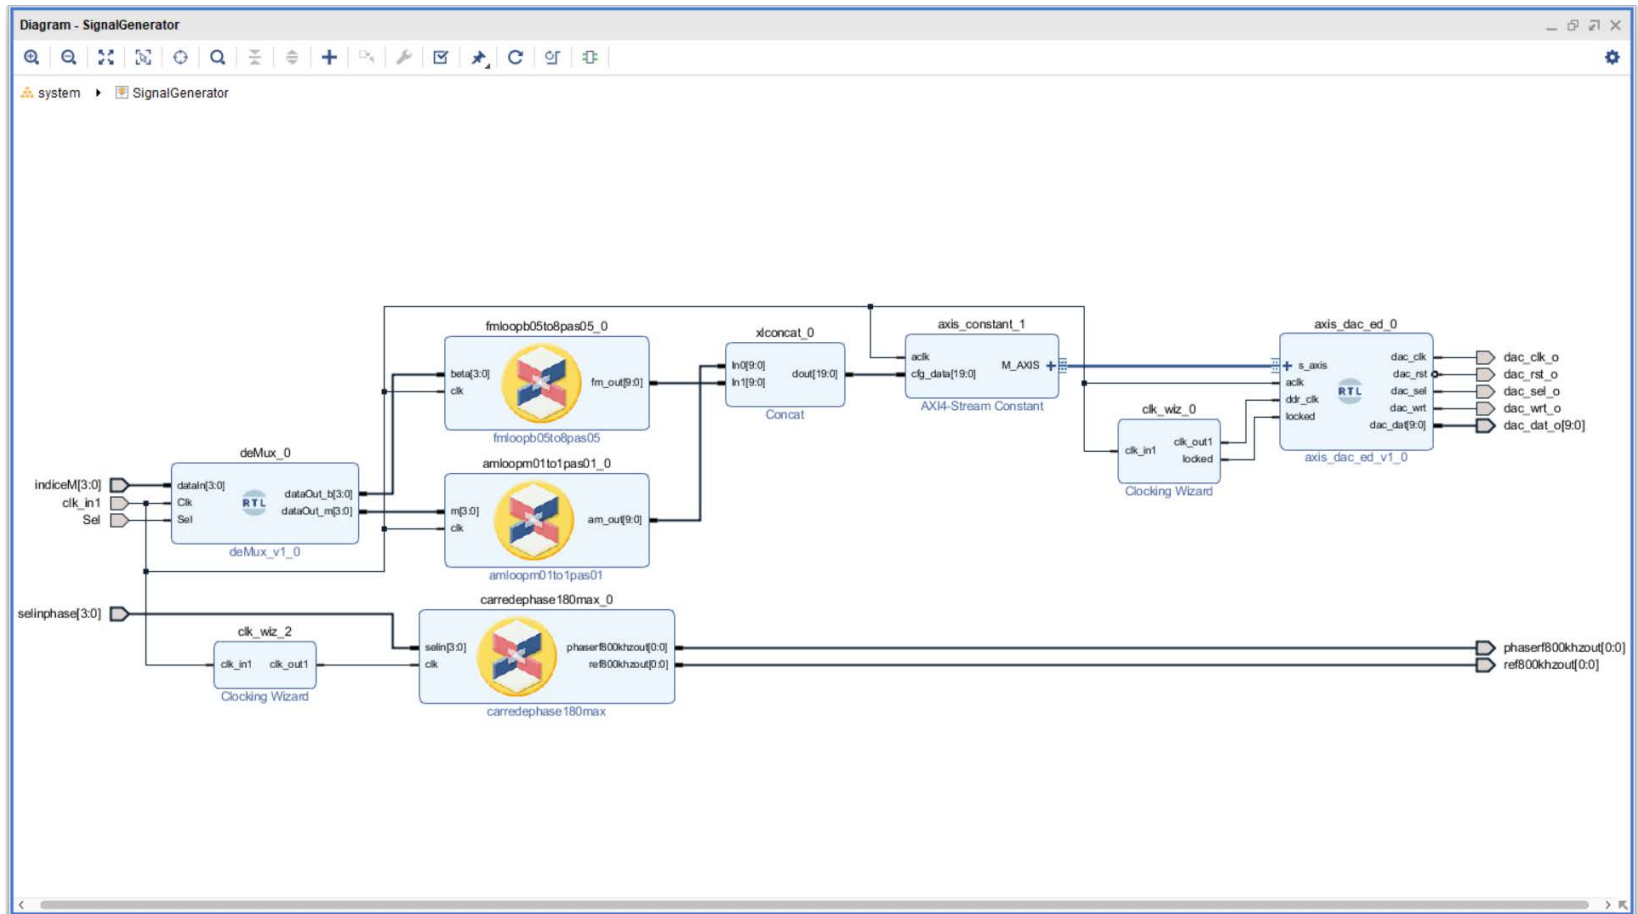 Diagram - SignalGenerator
system
SignalGenerator
fmloopb05to8pas05_0
beta[3:0]
clk
fm_out[9:0]
fmloopb05to8pas05
xlconcat_0
In0[9:0]
In1[9:0]
dout[19:0]
Concat
axis_constant_1
aclk
cfg_data[19:0]
M_AXIS
AXI4-Stream Constant
axis_dac_ed_0
s_axis
aclk
ddr_clk
locked
RTL
dac_clk
dac_rst
dac_sel
dac_wrt
dac_dat[9:0]
axis_dac_ed_v1_0
dac_clk_o
dac_rst_o
dac_sel_o
dac_wrt_o
dac_dat_o[9:0]
clk_wiz_0
clk_in1
clk_out1
locked
Clocking Wizard
indiceM[3:0]
clk_in1
Sel
deMux_0
dataIn[3:0]
Clk
Sel
RTL
dataOut_b[3:0]
dataOut_m[3:0]
deMux_v1_0
amloopm01to1pas01_0
m[3:0]
clk
am_out[9:0]
amloopm01to1pas01
selinphase[3:0]
clk_wiz_2
clk_in1
clk_out1
Clocking Wizard
carredephase180max_0
selin[3:0]
clk
phaserf800khzout[0:0]
ref800khzout[0:0]
carredephase180max
phaserf800khzout[0:0]
ref800khzout[0:0]